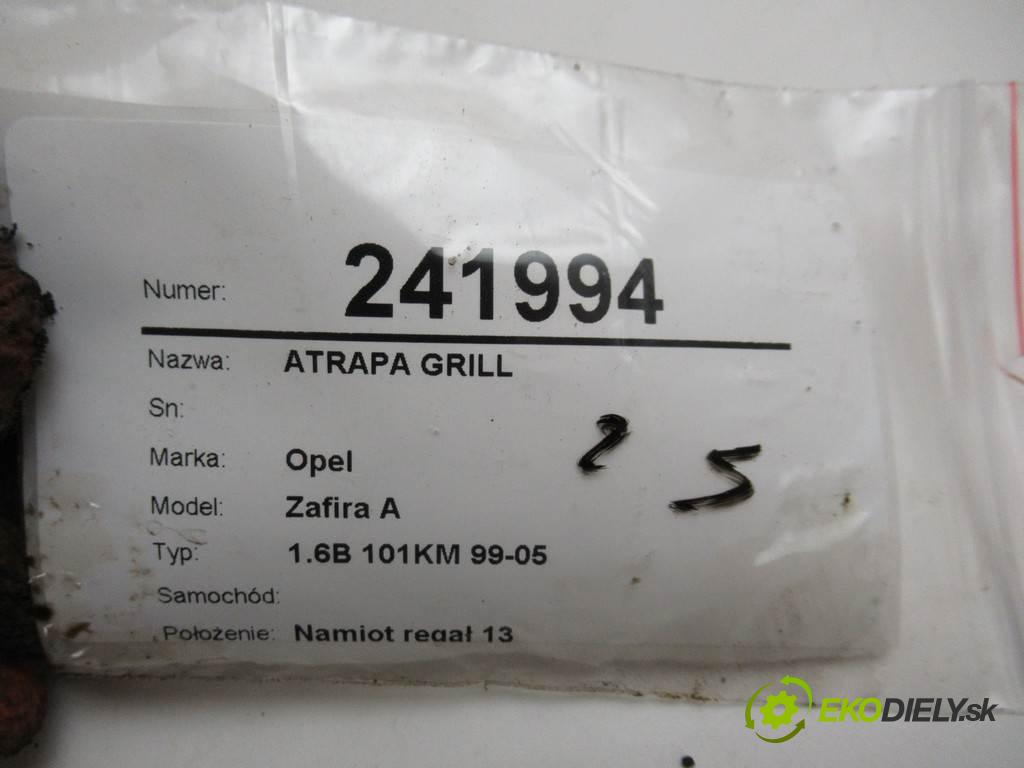 Numer: 241994
Nazwa: ATRAPA GRILL
Sn:
2 5
Marka: Opel
Model: Zafira A
Typ: 1.6B 101KM 99-05
Samochód:
Położenie: Namiot regał 13
EKODIELY.sk